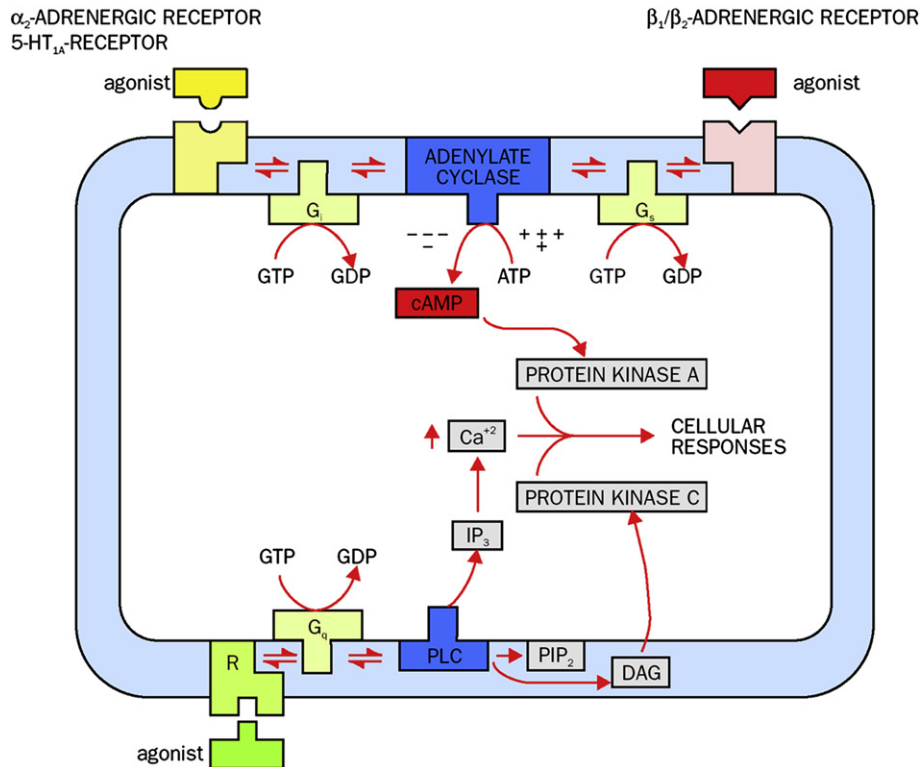 α₂-ADRENERGIC RECEPTOR
5-HT₁ₐ-RECEPTOR
β₁/β₂-ADRENERGIC RECEPTOR
agonist
agonist
ADENYLATE
CYCLASE
Gᵢ
Gₛ
– – –
–
+ + +
+
GTP
GDP
ATP
GTP
GDP
cAMP
PROTEIN KINASE A
Ca⁺²
CELLULAR
RESPONSES
PROTEIN KINASE C
IP₃
GTP
GDP
G_q
R
PLC
PIP₂
DAG
agonist